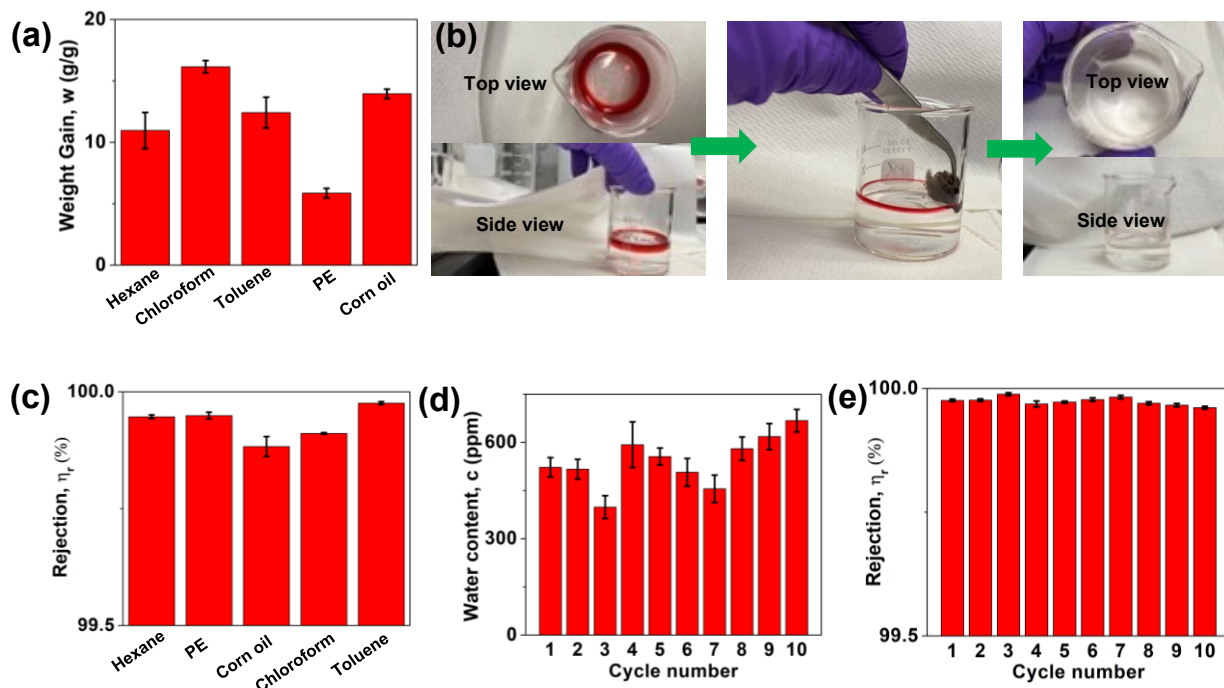 (a)
Weight Gain, w (g/g)
20
10
0
Hexane
Chloroform
Toluene
PE
Corn oil
(b)
Top view
Side view
Top view
Side view
(c)
Rejection, ηr (%)
100.0
99.5
Hexane
PE
Corn oil
Chloroform
Toluene
(d)
Water content, c (ppm)
600
300
0
1 2 3 4 5 6 7 8 9 10
Cycle number
(e)
Rejection, ηr (%)
100.0
99.5
1 2 3 4 5 6 7 8 9 10
Cycle number